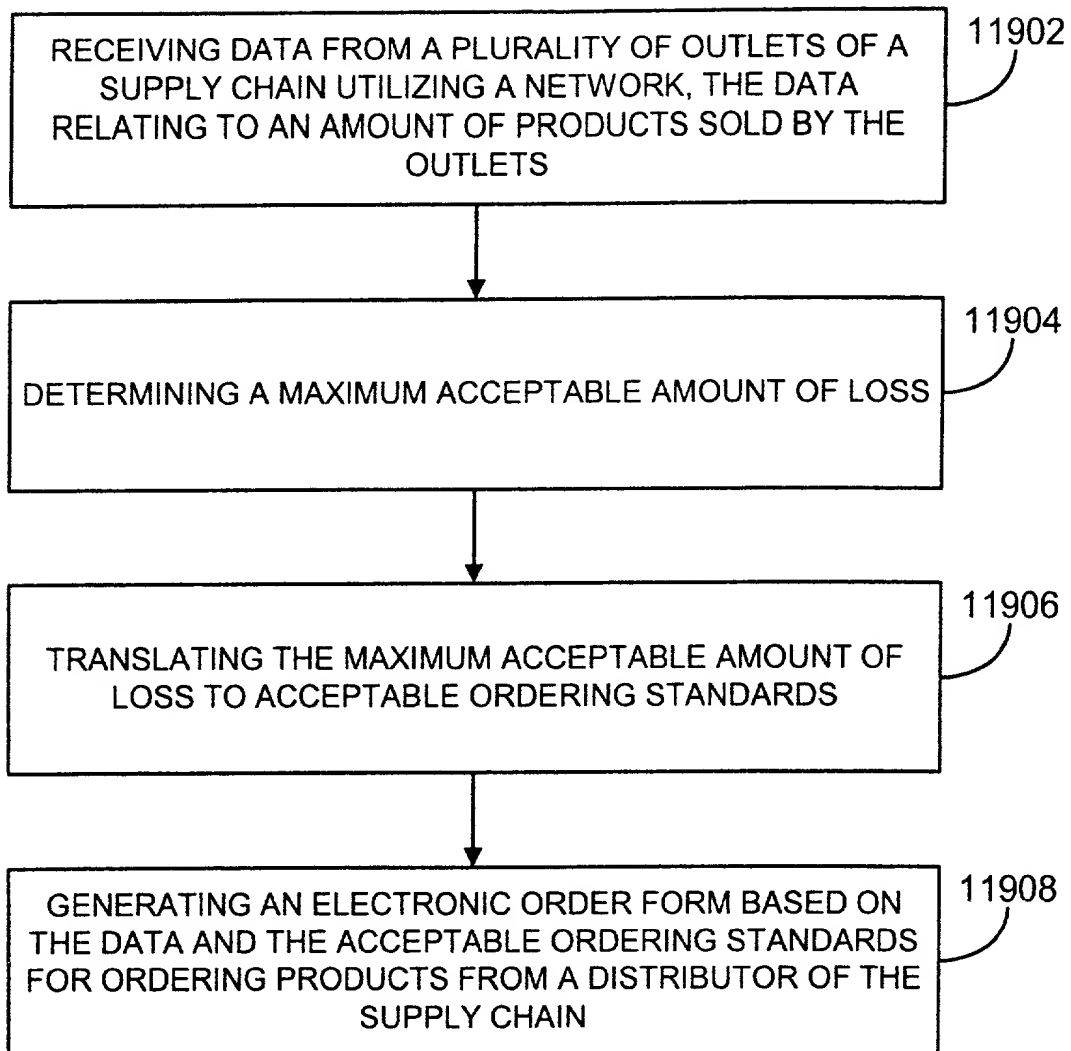 RECEIVING DATA FROM A PLURALITY OF OUTLETS OF A
SUPPLY CHAIN UTILIZING A NETWORK, THE DATA
RELATING TO AN AMOUNT OF PRODUCTS SOLD BY THE
OUTLETS
11902
DETERMINING A MAXIMUM ACCEPTABLE AMOUNT OF LOSS
11904
TRANSLATING THE MAXIMUM ACCEPTABLE AMOUNT OF
LOSS TO ACCEPTABLE ORDERING STANDARDS
11906
GENERATING AN ELECTRONIC ORDER FORM BASED ON
THE DATA AND THE ACCEPTABLE ORDERING STANDARDS
FOR ORDERING PRODUCTS FROM A DISTRIBUTOR OF THE
SUPPLY CHAIN
11908